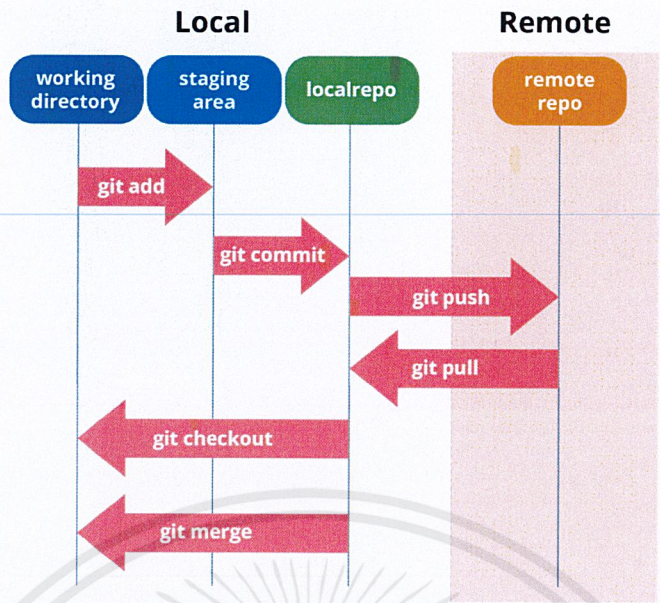 Local
Remote
working
directory
staging
area
localrepo
remote
repo
git add
git commit
git push
git pull
git checkout
git merge